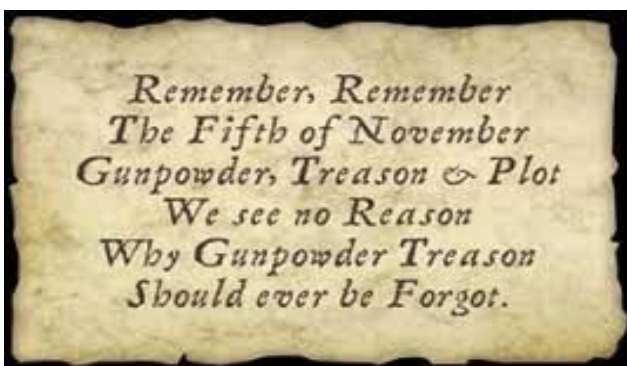 Remember, Remember
The Fifth of November
Gunpowder, Treason & Plot
We see no Reason
Why Gunpowder Treason
Should ever be Forgot.